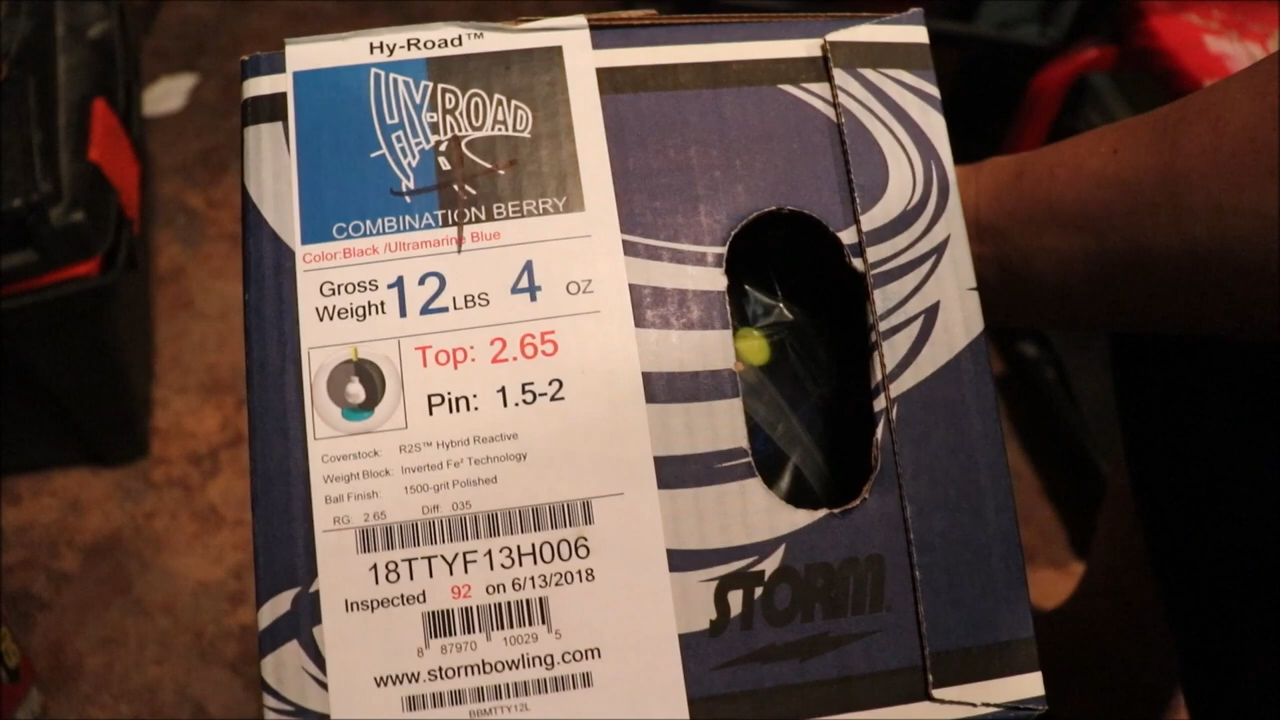 Hy-Road™
HY-ROAD
COMBINATION BERRY
Color:Black /Ultramarine Blue
Gross Weight 12 LBS 4 OZ
Top: 2.65
Pin: 1.5-2
Coverstock: R2S™ Hybrid Reactive
Weight Block: Inverted Fe² Technology
Ball Finish: 1500-grit Polished
RG: 2.65 Diff: .035
18TTYF13H006
Inspected 92 on 6/13/2018
8 87970 10029 5
www.stormbowling.com
BBMTTY12L
STORM